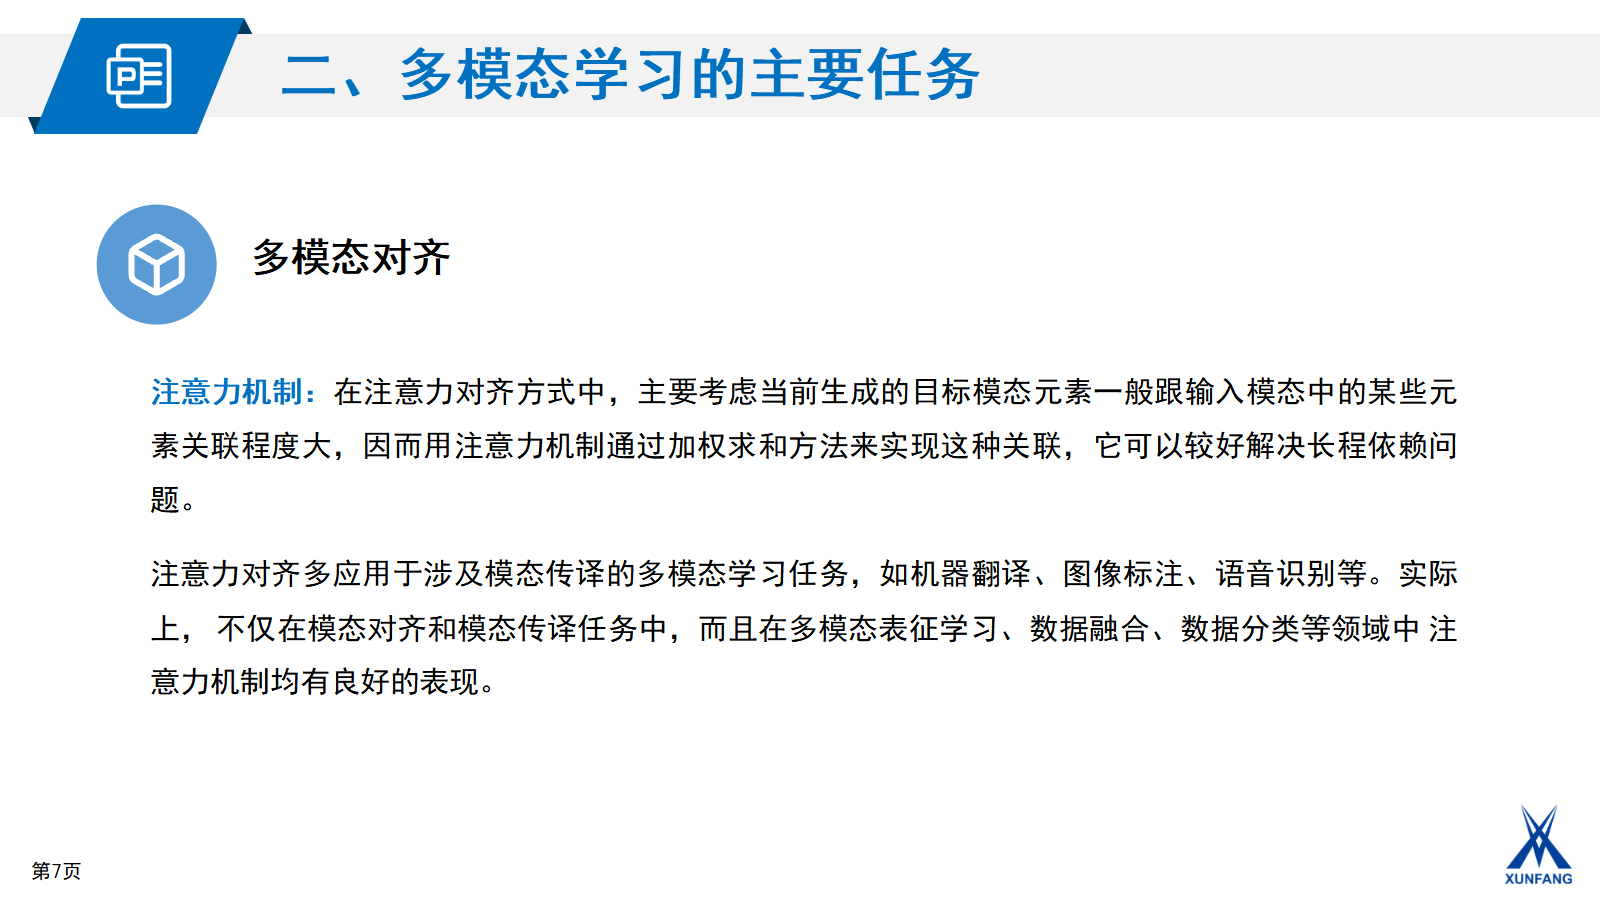 二、多模态学习的主要任务
多模态对齐
注意力机制：在注意力对齐方式中，主要考虑当前生成的目标模态元素一般跟输入模态中的某些元
素关联程度大，因而用注意力机制通过加权求和方法来实现这种关联，它可以较好解决长程依赖问
题。
注意力对齐多应用于涉及模态传译的多模态学习任务，如机器翻译、图像标注、语音识别等。实际
上， 不仅在模态对齐和模态传译任务中，而且在多模态表征学习、数据融合、数据分类等领域中 注
意力机制均有良好的表现。
第7页
XUNFANG